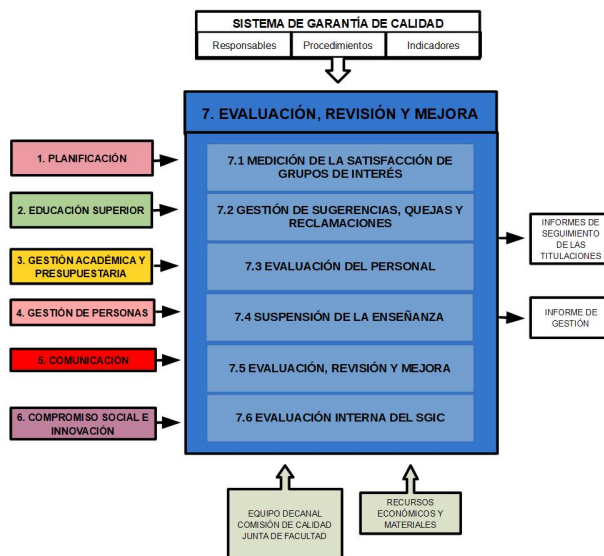 SISTEMA DE GARANTÍA DE CALIDAD
Responsables
Procedimientos
Indicadores
7. EVALUACIÓN, REVISIÓN Y MEJORA
1. PLANIFICACIÓN
2. EDUCACIÓN SUPERIOR
3. GESTIÓN ACADÉMICA Y
PRESUPUESTARIA
4. GESTIÓN DE PERSONAS
5. COMUNICACIÓN
6. COMPROMISO SOCIAL E
INNOVACIÓN
7.1 MEDICIÓN DE LA SATISFACCIÓN DE
GRUPOS DE INTERÉS
7.2 GESTIÓN DE SUGERENCIAS, QUEJAS Y
RECLAMACIONES
7.3 EVALUACIÓN DEL PERSONAL
7.4 SUSPENSIÓN DE LA ENSEÑANZA
7.5 EVALUACIÓN, REVISIÓN Y MEJORA
7.6 EVALUACIÓN INTERNA DEL SGIC
INFORMES DE
SEGUIMIENTO DE
DE LAS
TITULACIONES
INFORME DE
GESTIÓN
EQUIPO DECANAL
COMISIÓN DE CALIDAD
JUNTA DE FACULTAD
RECURSOS
ECONÓMICOS Y
MATERIALES